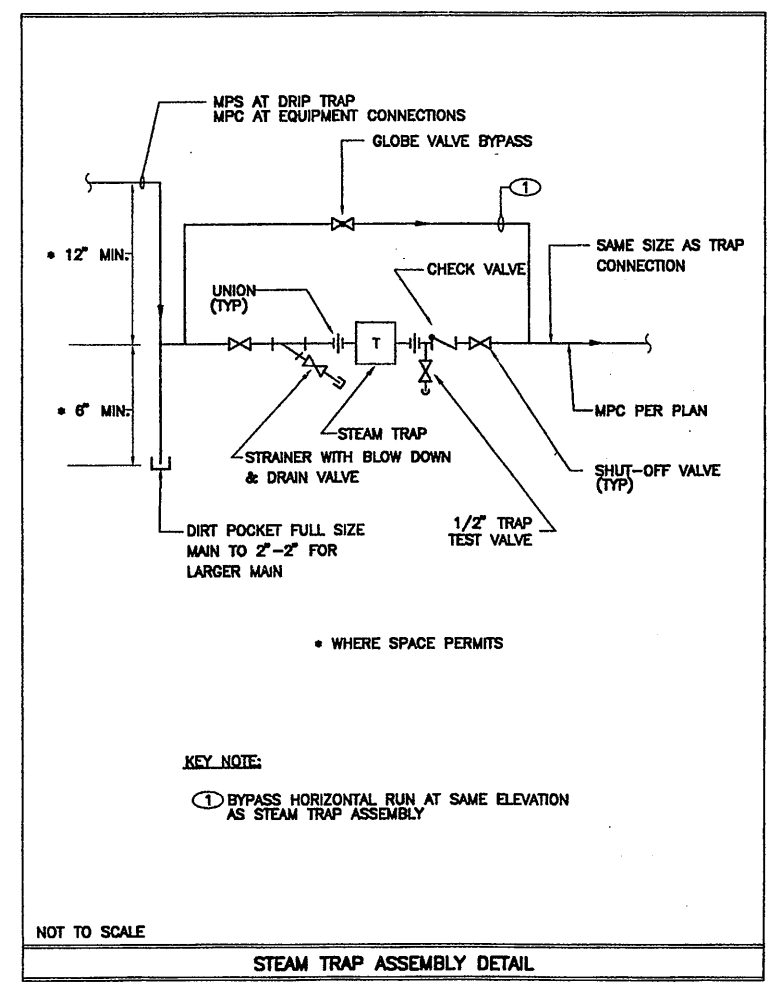 MPS AT DRIP TRAP
MPC AT EQUIPMENT CONNECTIONS
GLOBE VALVE BYPASS
1
* 12" MIN.
SAME SIZE AS TRAP
CONNECTION
CHECK VALVE
UNION
(TYP)
T
* 6" MIN.
MPC PER PLAN
STEAM TRAP
STRAINER WITH BLOW DOWN
& DRAIN VALVE
SHUT-OFF VALVE
(TYP)
1/2" TRAP
TEST VALVE
DIRT POCKET FULL SIZE
MAIN TO 2"-2" FOR
LARGER MAIN
* WHERE SPACE PERMITS
KEY NOTE:
1 BYPASS HORIZONTAL RUN AT SAME ELEVATION
AS STEAM TRAP ASSEMBLY
NOT TO SCALE
STEAM TRAP ASSEMBLY DETAIL